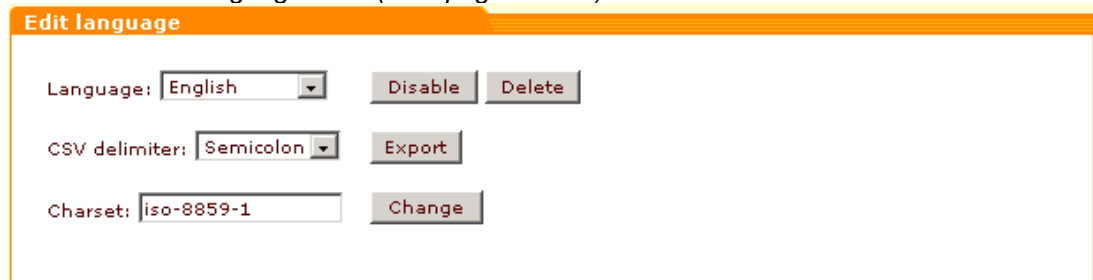 Edit language
Language: English Disable Delete
CSV delimiter: Semicolon Export
Charset: iso-8859-1 Change